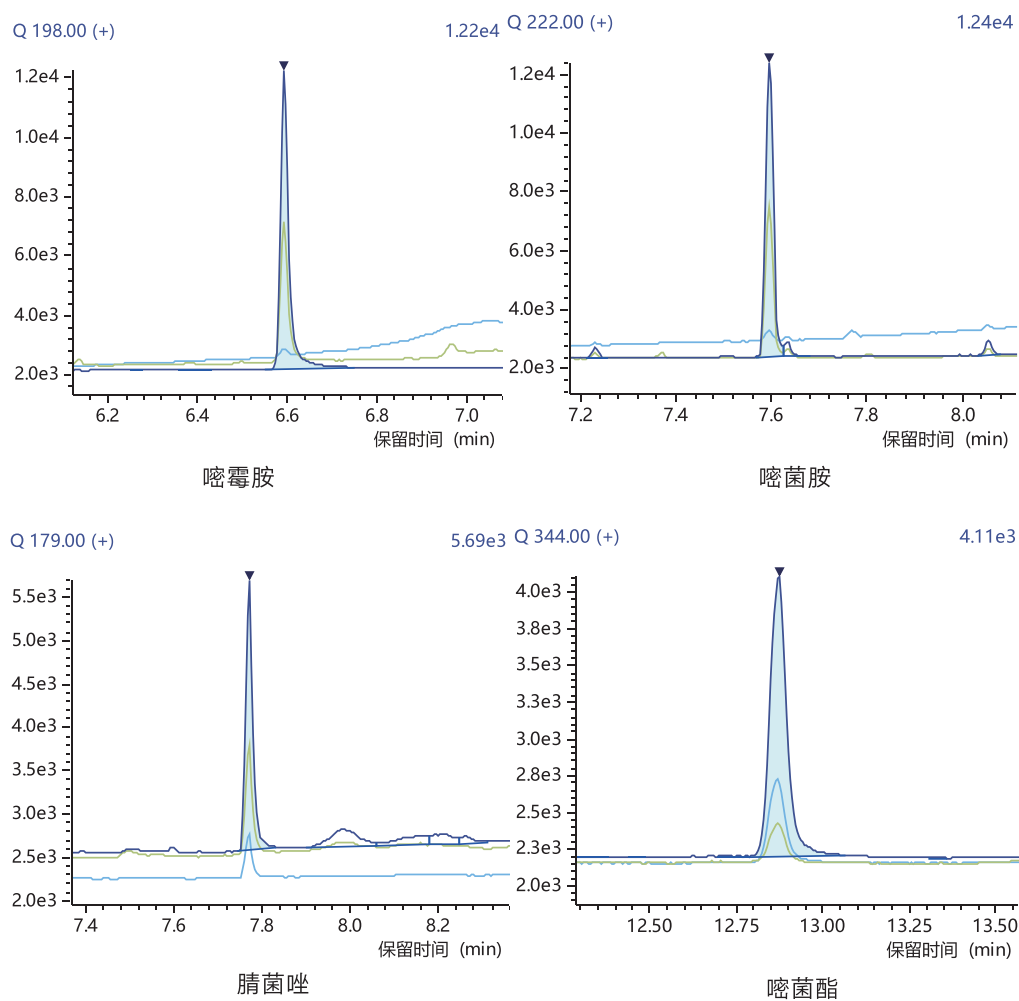 Q 198.00 (+) 1.22e4
1.2e4
1.0e4
8.0e3
6.0e3
4.0e3
2.0e3
6.2 6.4 6.6 6.8 7.0
保留时间 (min)
嘧霉胺
Q 222.00 (+) 1.24e4
1.2e4
1.0e4
8.0e3
6.0e3
4.0e3
2.0e3
7.2 7.4 7.6 7.8 8.0
保留时间 (min)
嘧菌胺
Q 179.00 (+) 5.69e3
5.5e3
5.0e3
4.5e3
4.0e3
3.5e3
3.0e3
2.5e3
2.0e3
7.4 7.6 7.8 8.0 8.2
保留时间 (min)
腈菌唑
Q 344.00 (+) 4.11e3
4.0e3
3.8e3
3.5e3
3.3e3
3.0e3
2.8e3
2.5e3
2.3e3
2.0e3
12.50 12.75 13.00 13.25 13.50
保留时间 (min)
嘧菌酯